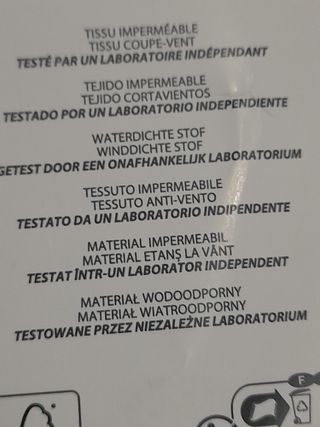 TISSU IMPERMÉABLE
TISSU COUPE-VENT
TESTÉ PAR UN LABORATOIRE INDÉPENDANT
TEJIDO IMPERMEABLE
TEJIDO CORTAVIENTOS
TESTADO POR UN LABORATORIO INDEPENDIENTE
WATERDICHTE STOF
WINDDICHTE STOF
GETEST DOOR EEN ONAFHANKELIJK LABORATORIUM
TESSUTO IMPERMEABILE
TESSUTO ANTI-VENTO
TESTATO DA UN LABORATORIO INDIPENDENTE
MATERIAL IMPERMEABIL
MATERIAL ETANȘ LA VÂNT
TESTAT ÎNTR-UN LABORATOR INDEPENDENT
MATERIAŁ WODOODPORNY
MATERIAŁ WIATROODPORNY
TESTOWANE PRZEZ NIEZALEŻNE LABORATORIUM
F